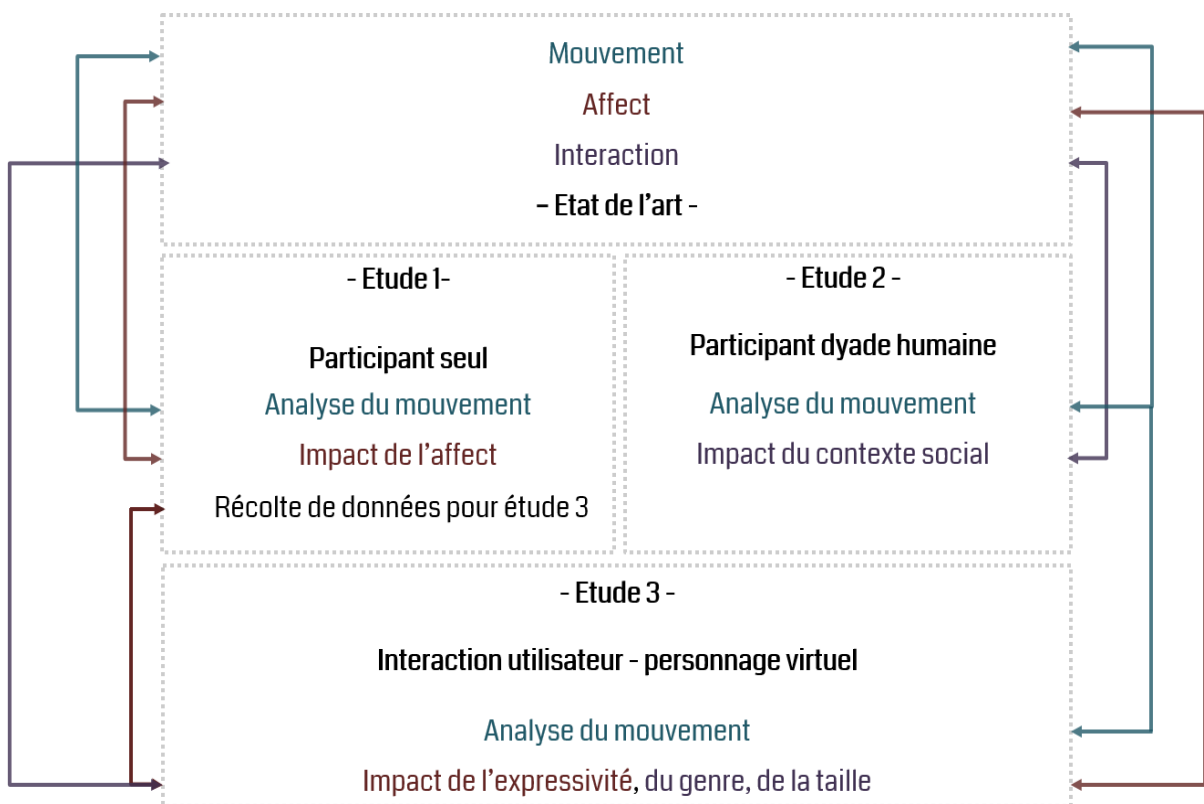 Mouvement
Affect
Interaction
– Etat de l'art -
- Etude 1-
Participant seul
Analyse du mouvement
Impact de l'affect
Récolte de données pour étude 3
- Etude 2 -
Participant dyade humaine
Analyse du mouvement
Impact du contexte social
- Etude 3 -
Interaction utilisateur - personnage virtuel
Analyse du mouvement
Impact de l'expressivité, du genre, de la taille